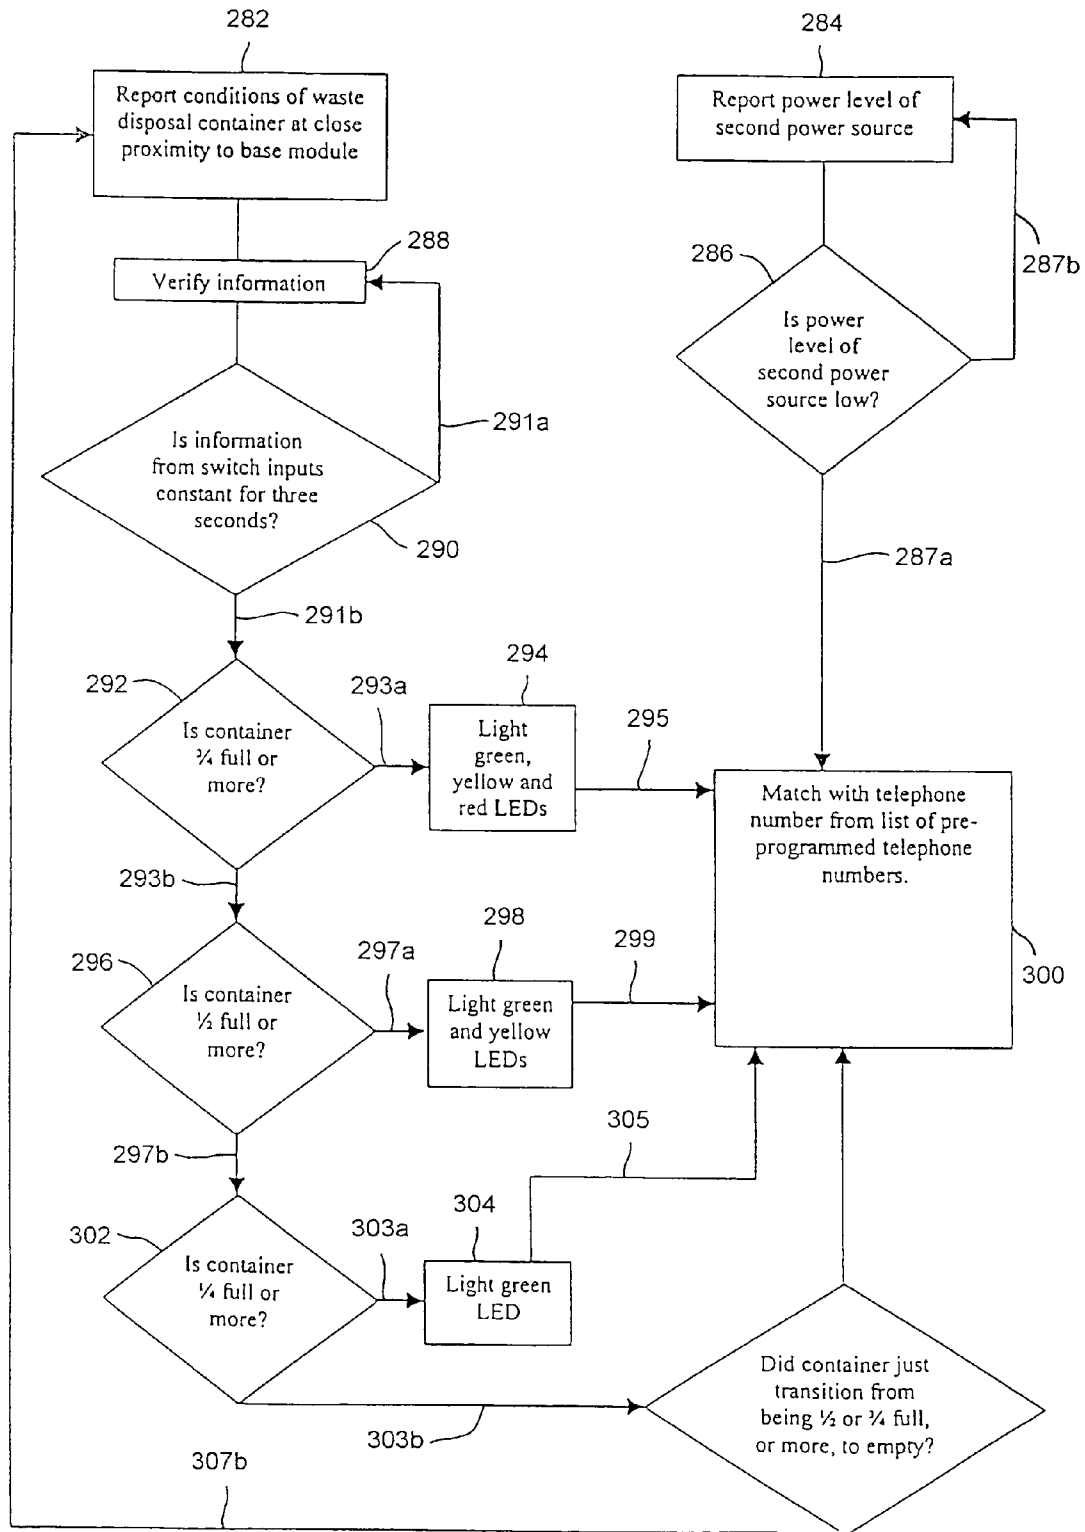 282
Report conditions of waste
disposal container at close
proximity to base module
284
Report power level of
second power source
288
Verify information
286
Is power
level of
second power
source low?
287b
Is information
from switch inputs
constant for three
seconds?
291a
290
287a
291b
292
Is container
¾ full or
more?
293a
294
Light
green,
yellow and
red LEDs
295
Match with telephone
number from list of pre-
programmed telephone
numbers.
300
293b
296
Is container
½ full or
more?
297a
298
Light green
and yellow
LEDs
299
297b
302
Is container
¼ full or
more?
303a
304
Light green
LED
305
303b
Did container just
transition from
being ½ or ¾ full,
or more, to empty?
307b